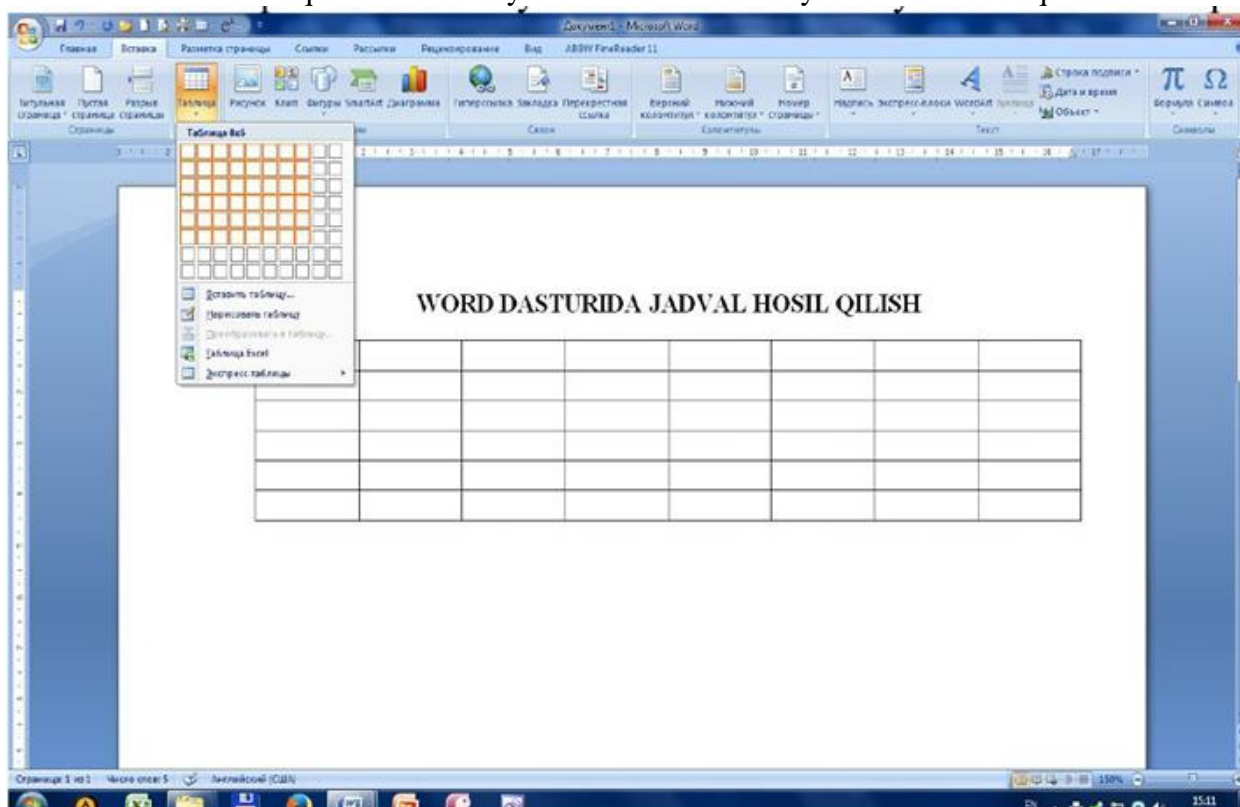 Документ1 - Microsoft Word
Главная Вставка Разметка страницы Ссылки Рассылки Рецензирование Вид ABBYY FineReader 11
Титульная страница Пустая страница Разрыв страницы Таблица Рисунок Клип Фигуры SmartArt Диаграмма Гиперссылка Закладка Перекрестная ссылка Верхний колонтитул Нижний колонтитул Номер страницы Надпись Экспресс-блоки WordArt Строка подписи Дата и время Объект Формула Символ
Страницы Связи Колонтитулы Текст Символы
Таблица 8x6
Вставить таблицу...
Нарисовать таблицу
Преобразовать в таблицу...
Таблица Excel
Экспресс-таблицы
WORD DASTURIDA JADVAL HOSIL QILISH
Страница: 1 из 1 Число слов: 5 Английский (США) 150%
15:11